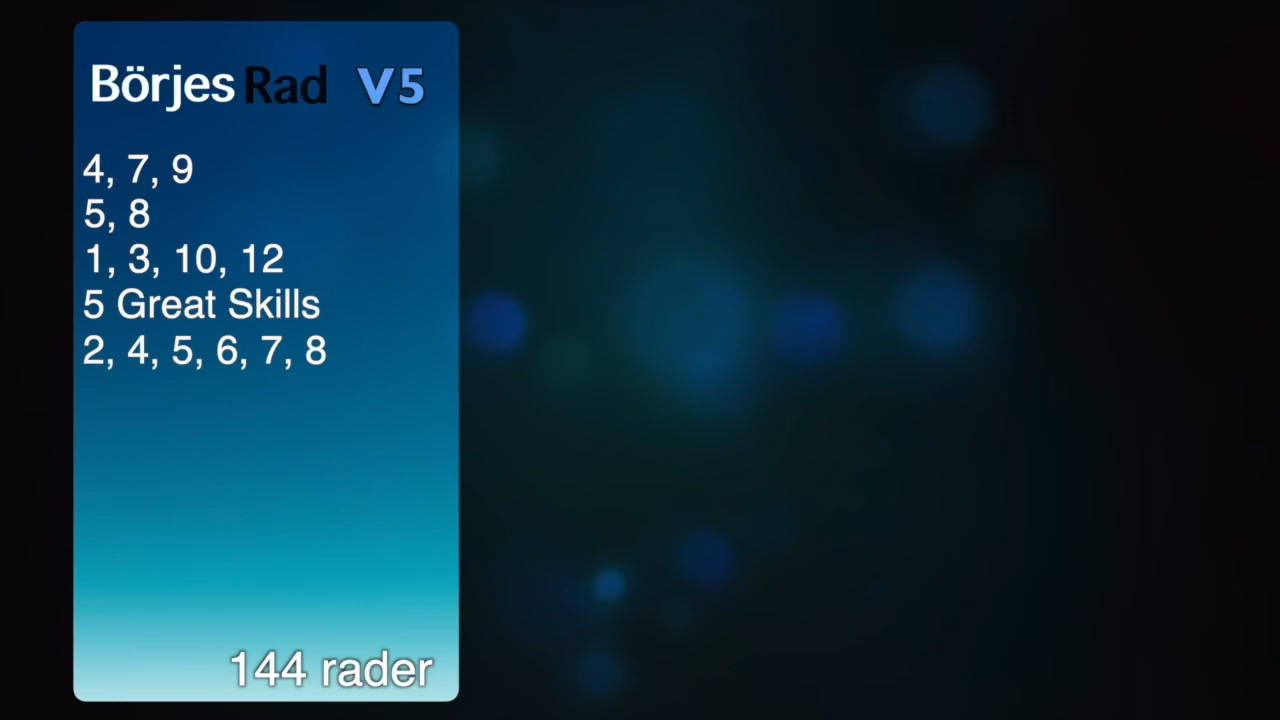 Börjes Rad V5
4, 7, 9
5, 8
1, 3, 10, 12
5 Great Skills
2, 4, 5, 6, 7, 8
144 rader